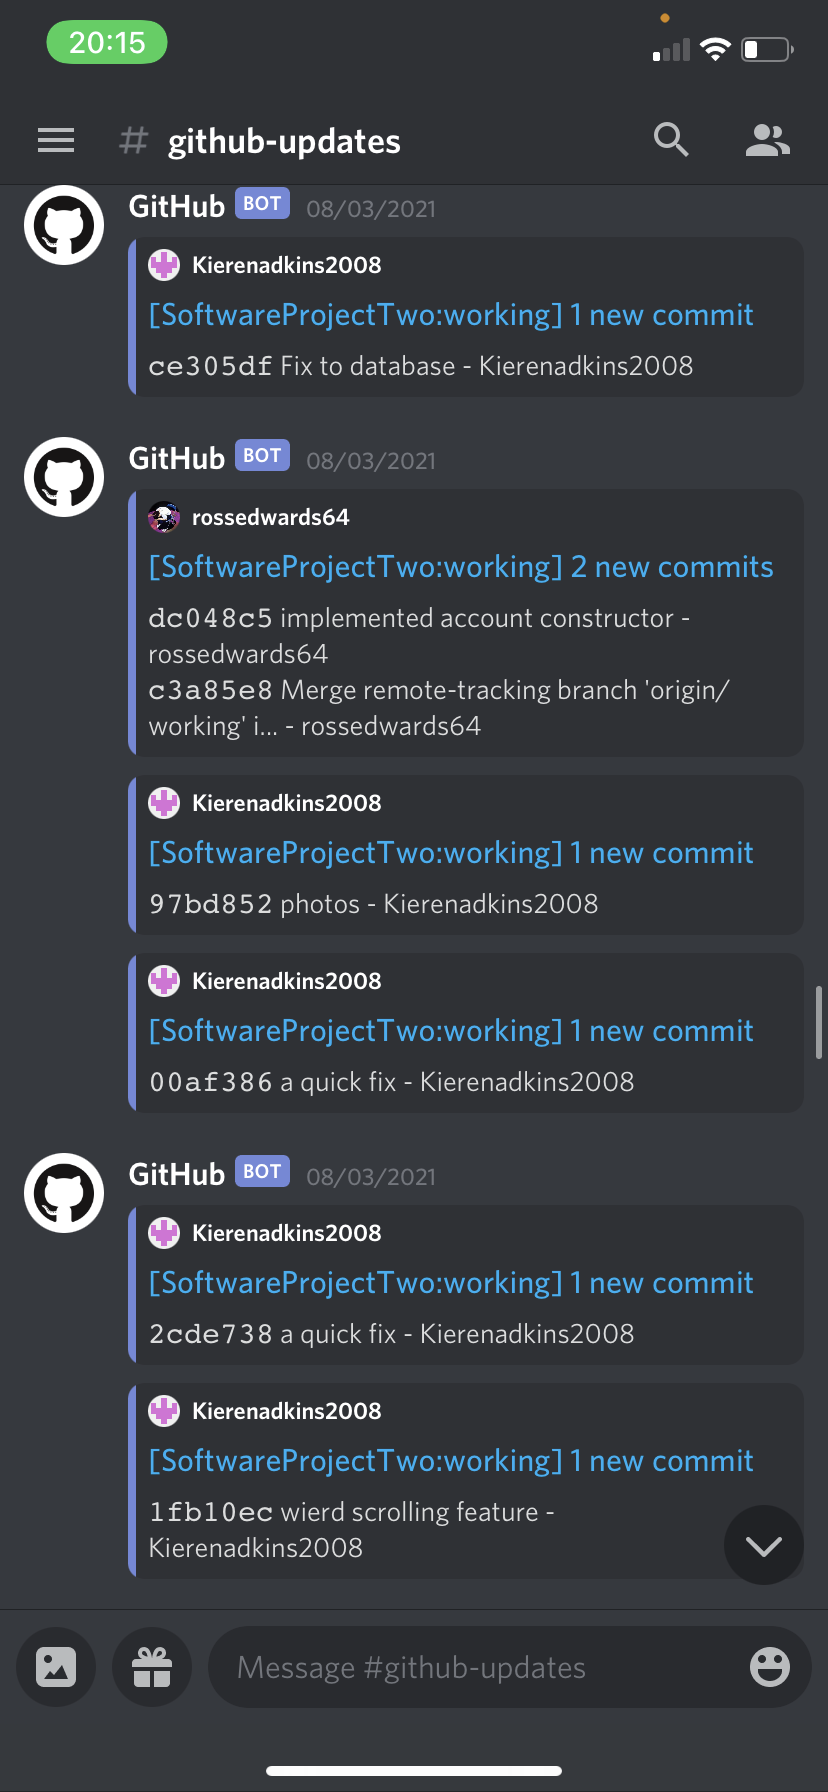 20:15
# github-updates
GitHub BOT 08/03/2021
Kierenadkins2008
[SoftwareProjectTwo:working] 1 new commit
ce305df Fix to database - Kierenadkins2008
GitHub BOT 08/03/2021
rossedwards64
[SoftwareProjectTwo:working] 2 new commits
dc048c5 implemented account constructor -
rossedwards64
c3a85e8 Merge remote-tracking branch 'origin/
working' i... - rossedwards64
Kierenadkins2008
[SoftwareProjectTwo:working] 1 new commit
97bd852 photos - Kierenadkins2008
Kierenadkins2008
[SoftwareProjectTwo:working] 1 new commit
00af386 a quick fix - Kierenadkins2008
GitHub BOT 08/03/2021
Kierenadkins2008
[SoftwareProjectTwo:working] 1 new commit
2cde738 a quick fix - Kierenadkins2008
Kierenadkins2008
[SoftwareProjectTwo:working] 1 new commit
1fb10ec wierd scrolling feature -
Kierenadkins2008
Message #github-updates